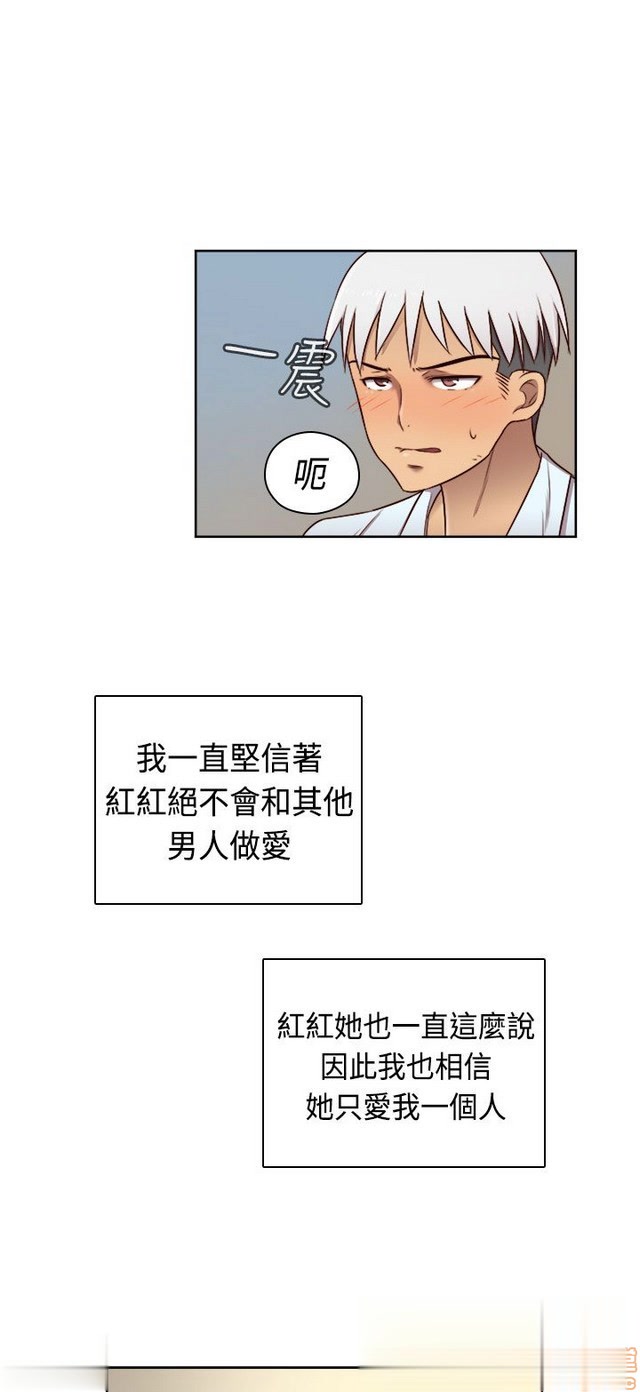 一震
呃
我一直堅信著
紅紅絕不會和其他
男人做愛
紅紅她也一直這麼說
因此我也相信
她只愛我一個人